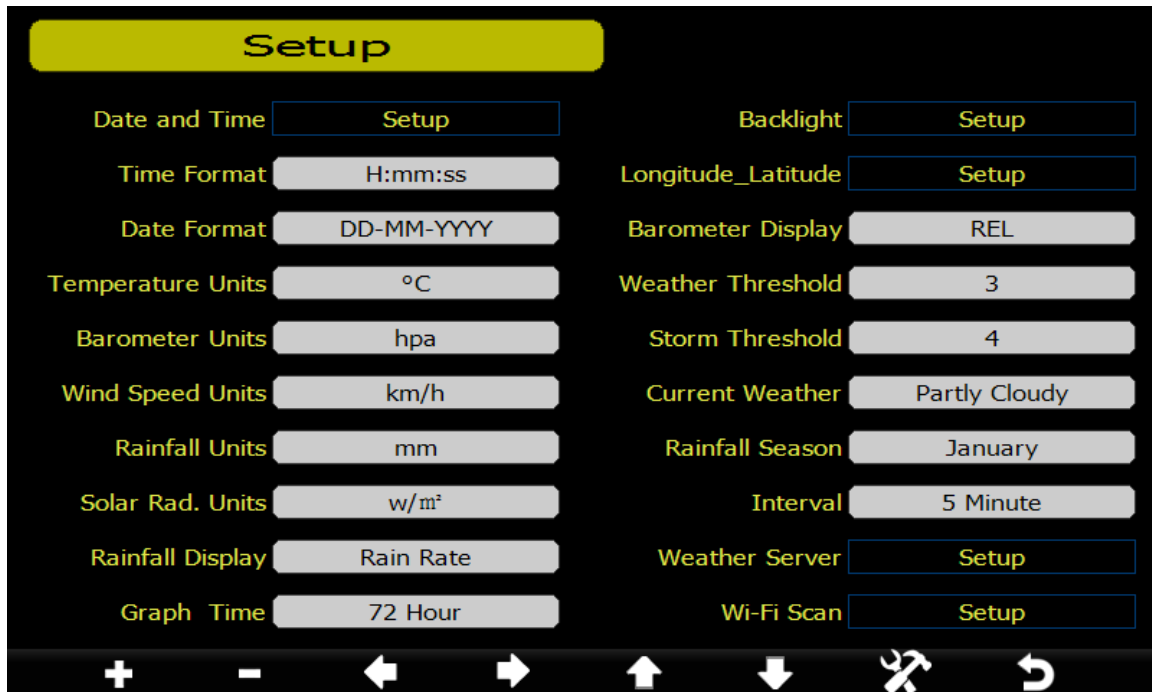 Setup
Date and Time Setup
Time Format H:mm:ss
Date Format DD-MM-YYYY
Temperature Units °C
Barometer Units hpa
Wind Speed Units km/h
Rainfall Units mm
Solar Rad. Units w/m²
Rainfall Display Rain Rate
Graph Time 72 Hour
Backlight Setup
Longitude_Latitude Setup
Barometer Display REL
Weather Threshold 3
Storm Threshold 4
Current Weather Partly Cloudy
Rainfall Season January
Interval 5 Minute
Weather Server Setup
Wi-Fi Scan Setup